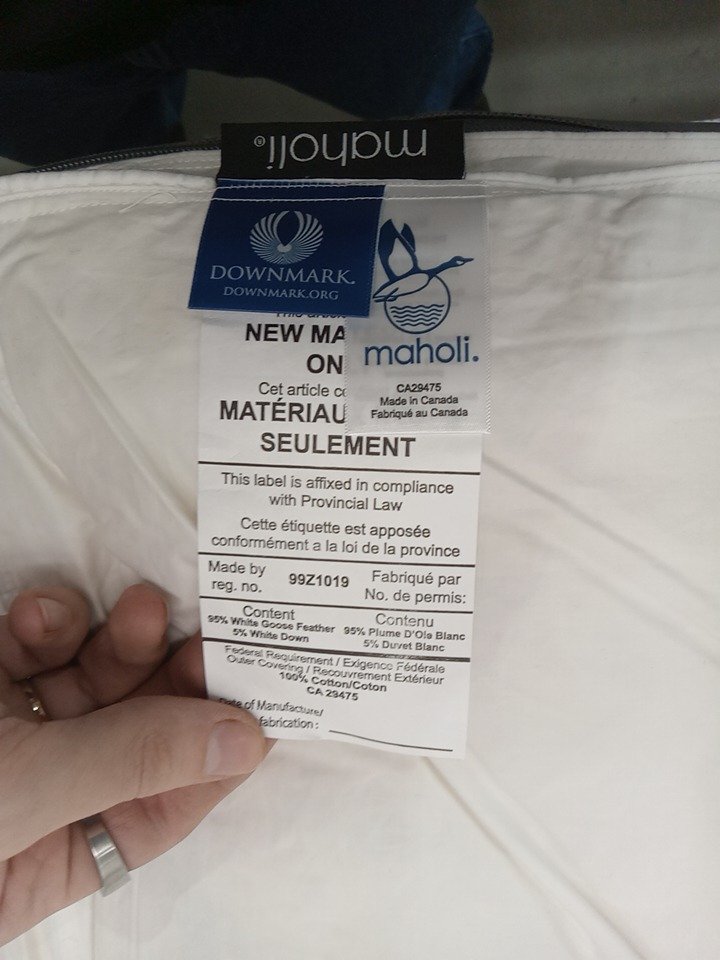 maholi®
DOWNMARK.
DOWNMARK.ORG
maholi.
CA29475
Made in Canada
Fabriqué au Canada
This
NEW MA
ON
Cet article
MATÉRIAU
SEULEMENT
This label is affixed in compliance
with Provincial Law
Cette étiquette est apposée
conformément a la loi de la province
Made by
reg. no.
99Z1019
Fabriqué par
No. de permis:
Content
95% White Goose Feather
5% White Down
Contenu
95% Plume D'Oie Blanc
5% Duvet Blanc
Federal Requirement / Exigence Fédérale
Outer Covering / Recouvrement Extérieur
100% Cotton/Coton
CA 29475
Date of Manufacture/
fabrication :